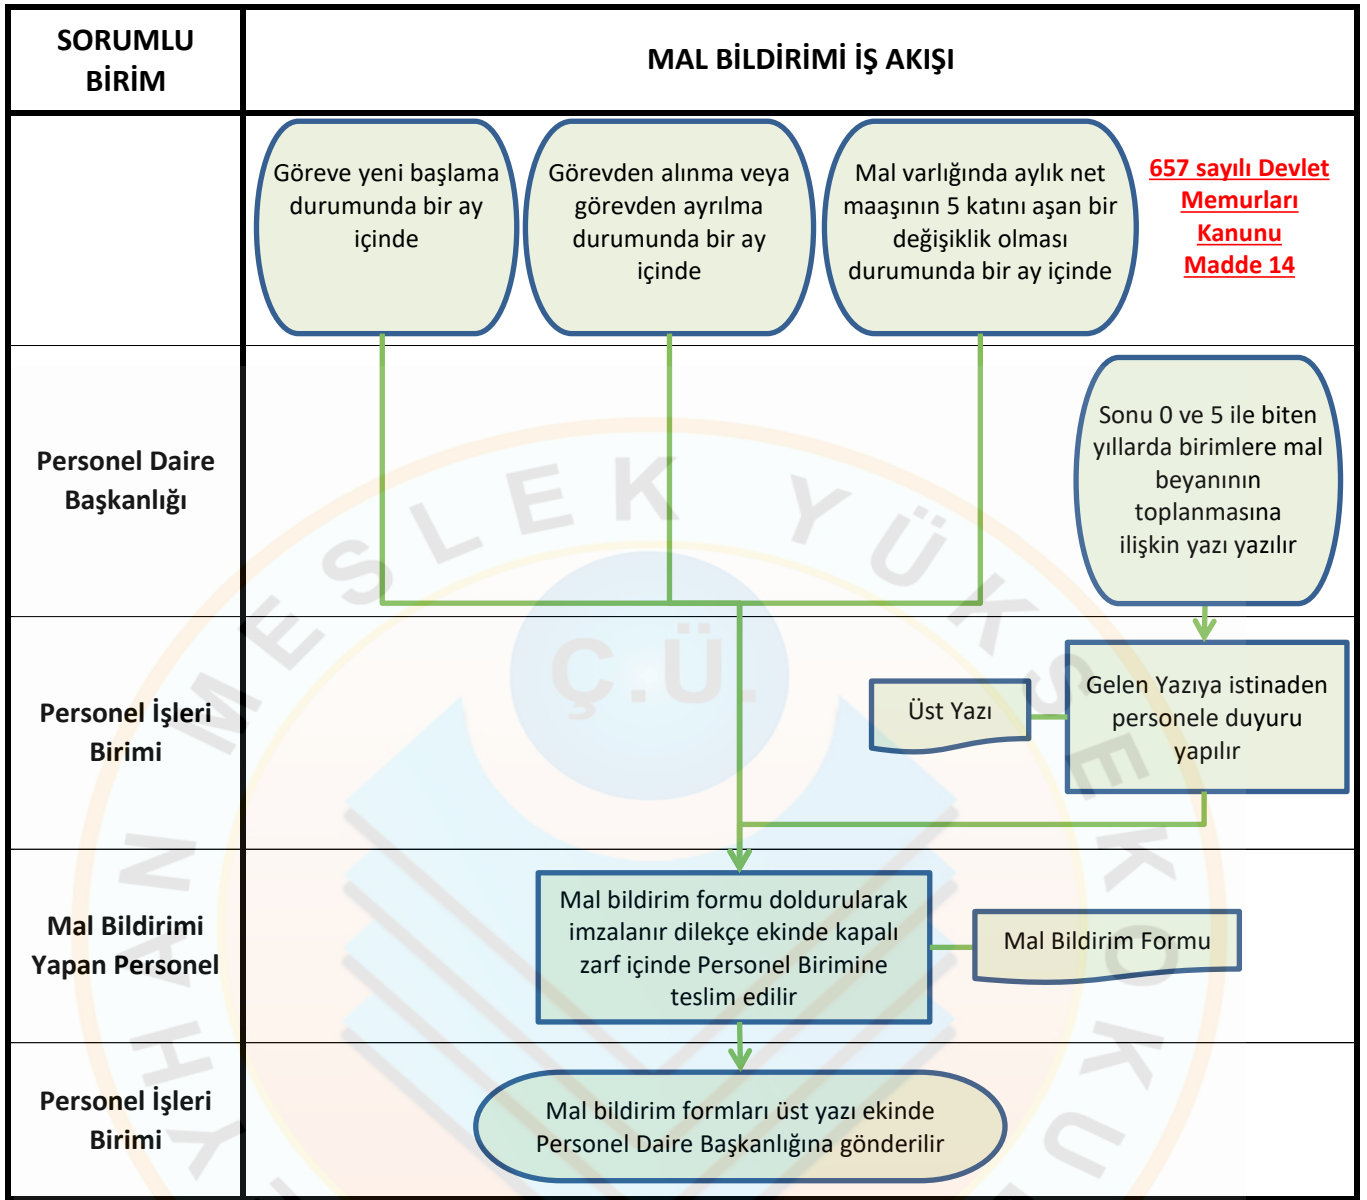 SORUMLU
BİRİM
MAL BİLDİRİMİ İŞ AKIŞI
Göreve yeni başlama
durumunda bir ay
içinde
Görevden alınma veya
görevden ayrılma
durumunda bir ay
içinde
Mal varlığında aylık net
maaşının 5 katını aşan bir
değişiklik olması
durumunda bir ay içinde
657 sayılı Devlet
Memurları
Kanunu
Madde 14
Personel Daire
Başkanlığı
Sonu 0 ve 5 ile biten
yıllarda birimlere mal
beyanının
toplanmasına
ilişkin yazı yazılır
Personel İşleri
Birimi
Üst Yazı
Gelen Yazıya istinaden
personele duyuru
yapılır
Mal Bildirimi
Yapan Personel
Mal bildirim formu doldurularak
imzalanır dilekçe ekinde kapalı
zarf içinde Personel Birimine
teslim edilir
Mal Bildirim Formu
Personel İşleri
Birimi
Mal bildirim formları üst yazı ekinde
Personel Daire Başkanlığına gönderilir
YHAN MESLEK YÜKSEKOKU
Ç.Ü.